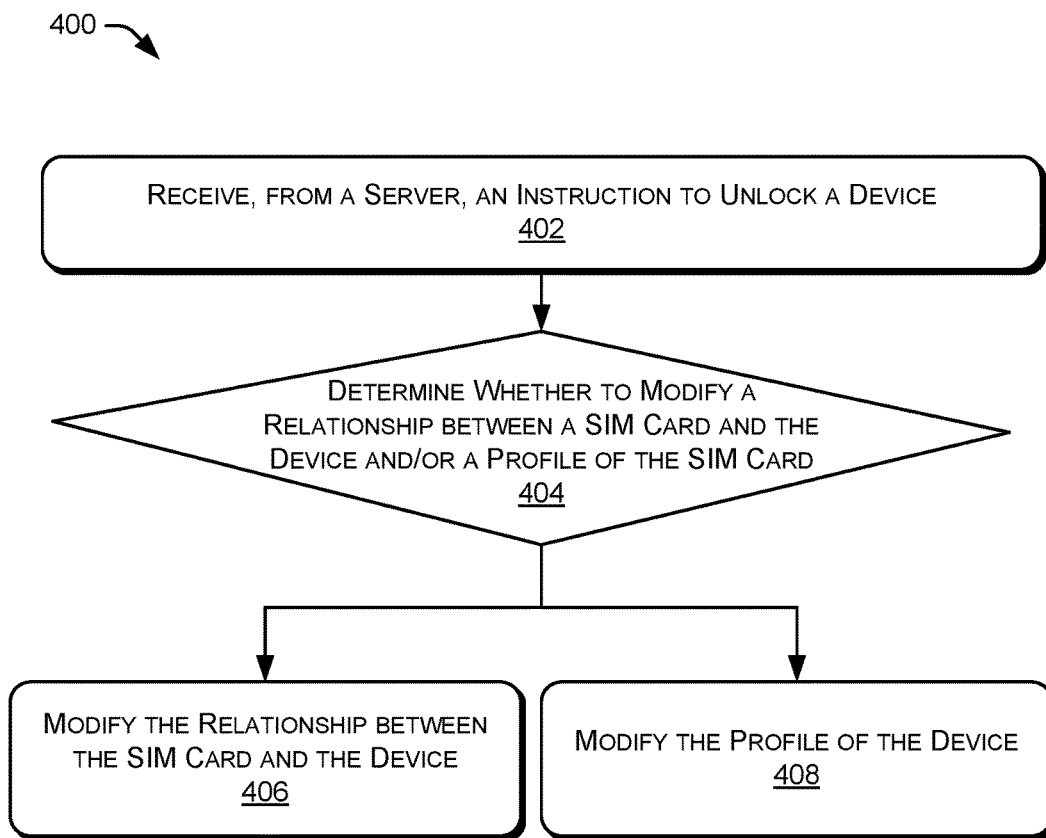 400
RECEIVE, FROM A SERVER, AN INSTRUCTION TO UNLOCK A DEVICE
402
DETERMINE WHETHER TO MODIFY A
RELATIONSHIP BETWEEN A SIM CARD AND THE
DEVICE AND/OR A PROFILE OF THE SIM CARD
404
MODIFY THE RELATIONSHIP BETWEEN
THE SIM CARD AND THE DEVICE
406
MODIFY THE PROFILE OF THE DEVICE
408